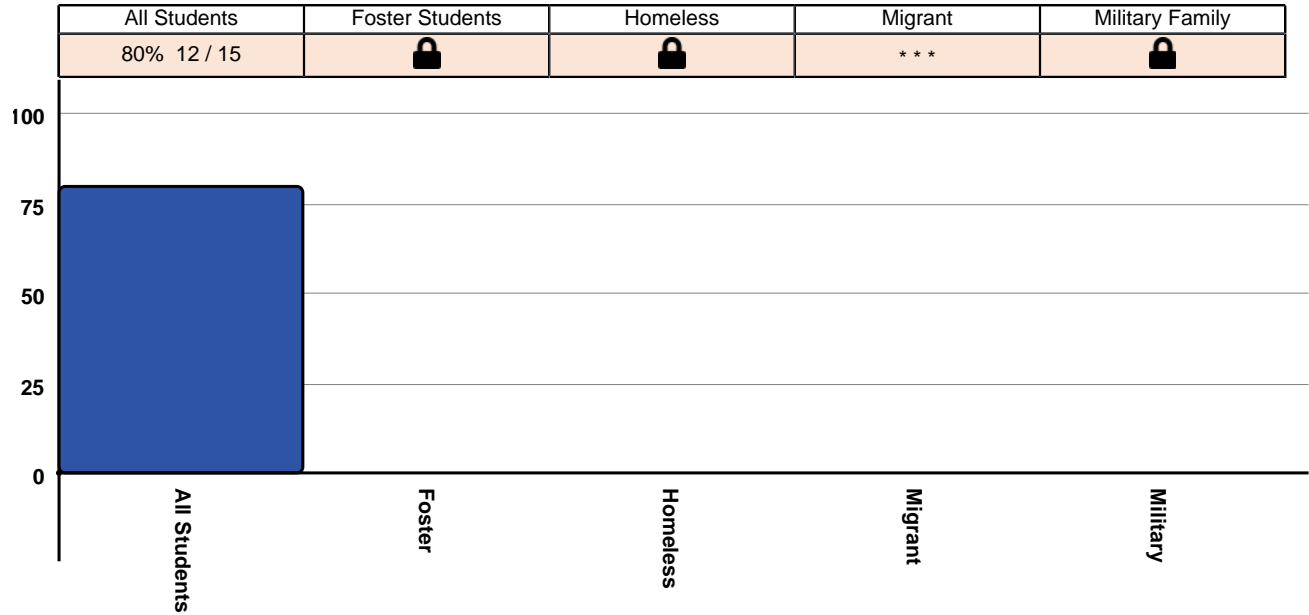 All Students Foster Students Homeless Migrant Military Family
80% 12 / 15 * * *
100
75
50
25
0
All Students Foster Homeless Migrant Military